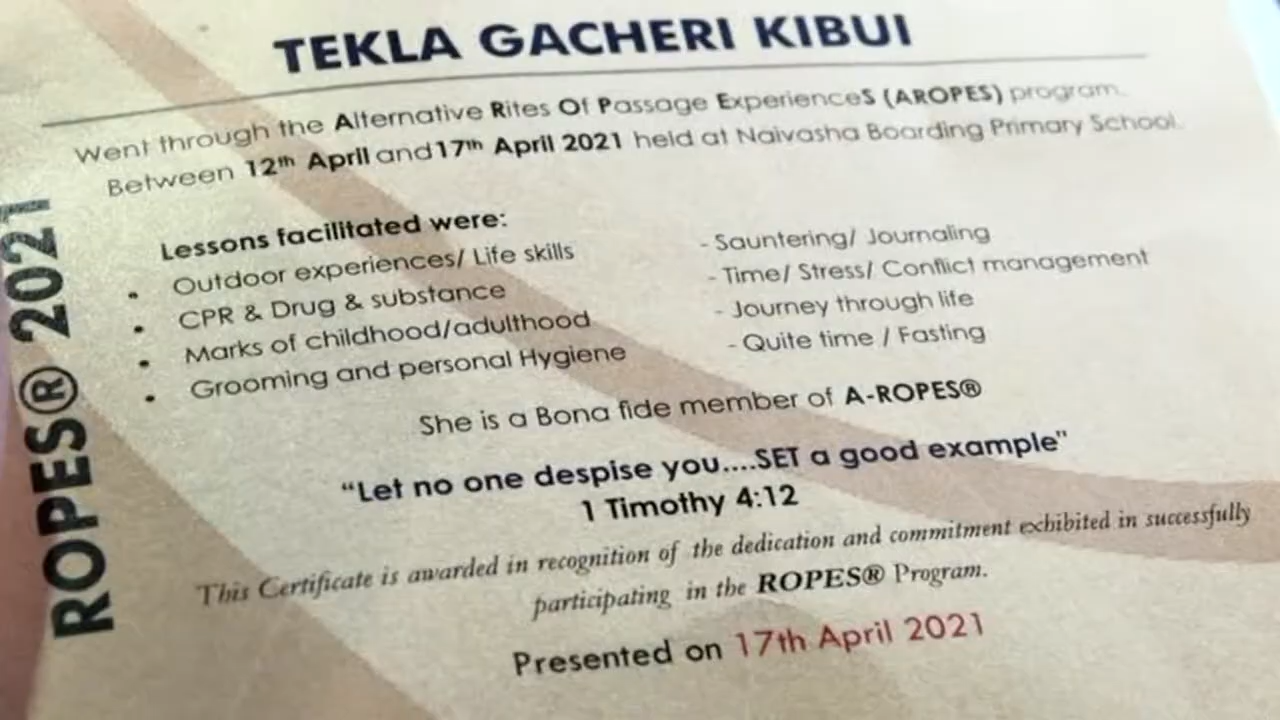 TEKLA GACHERI KIBUI
Went through the Alternative Rites Of Passage ExperienceS (AROPES) program.
Between 12th April and 17th April 2021 held at Naivasha Boarding Primary School.
Lessons facilitated were:
• Outdoor experiences/ Life skills
• CPR & Drug & substance
• Marks of childhood/adulthood
• Grooming and personal Hygiene
- Sauntering/ Journaling
- Time/ Stress/ Conflict management
- Journey through life
- Quite time / Fasting
She is a Bona fide member of A-ROPES®
“Let no one despise you....SET a good example"
1 Timothy 4:12
This Certificate is awarded in recognition of the dedication and commitment exhibited in successfully
participating in the ROPES® Program.
Presented on 17th April 2021
ROPES® 2021